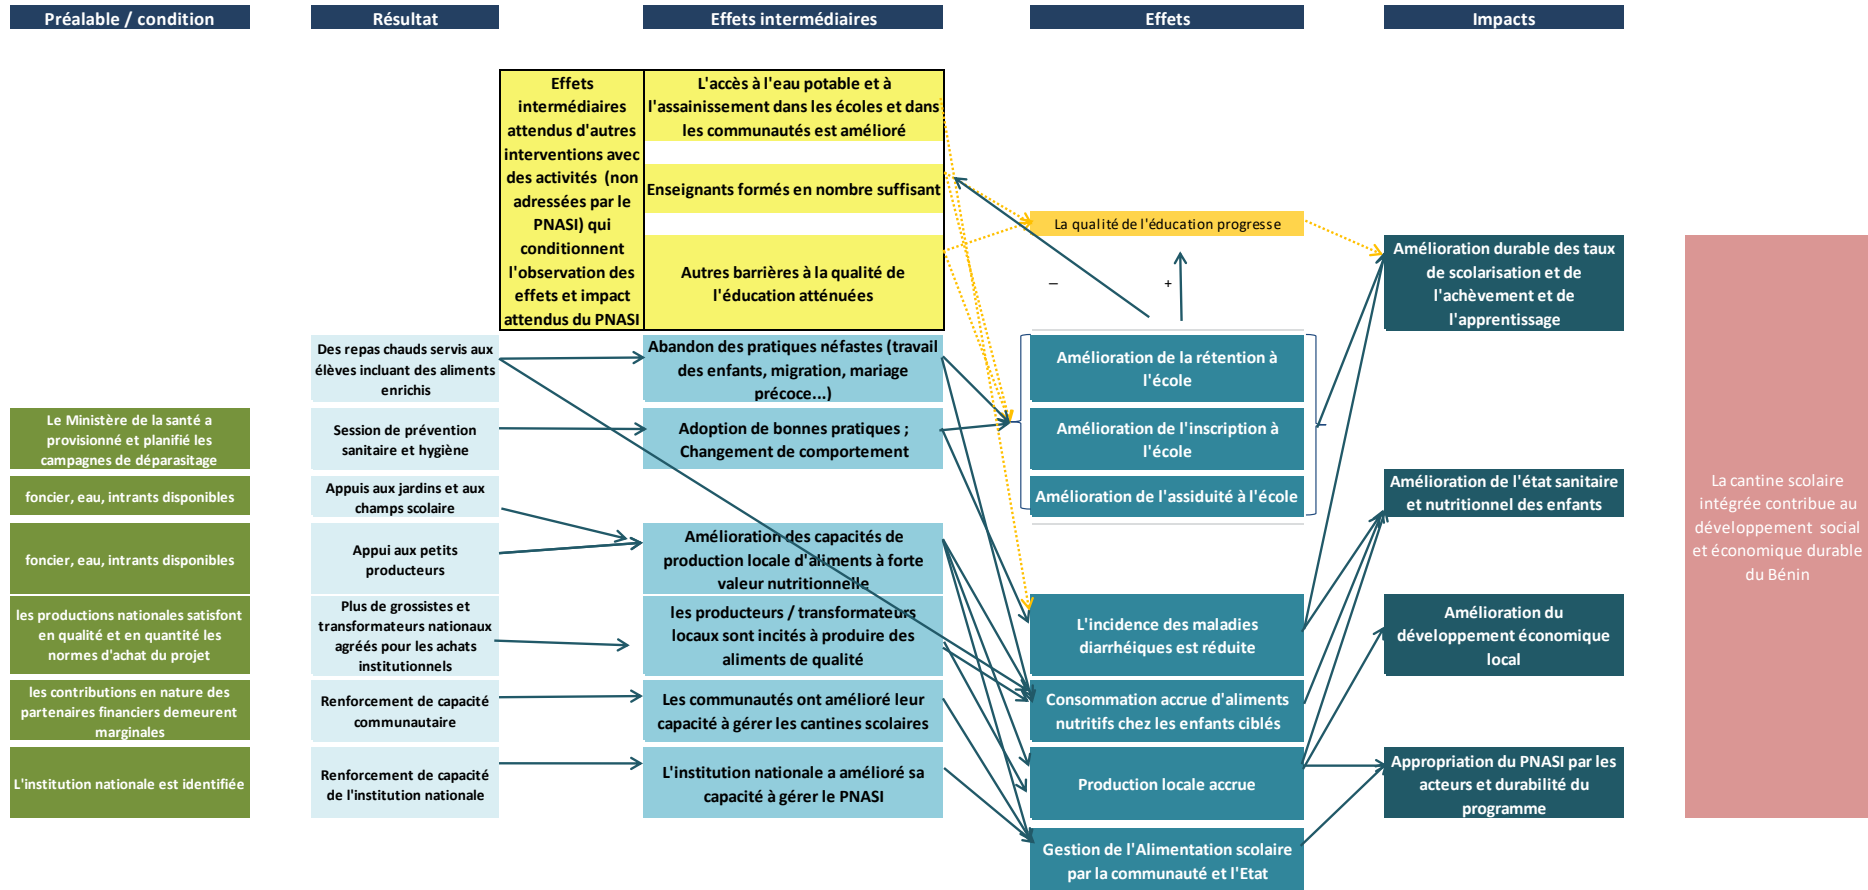 Préalable / condition
Résultat
Effets intermédiaires
Effets
Impacts
Effets
intermédiaires
attendus d'autres
interventions avec
des activités (non
adressées par le
PNASI) qui
conditionnent
l'observation des
effets et impact
attendus du PNASI
L'accès à l'eau potable et à
l'assainissement dans les écoles et dans
les communautés est amélioré
Enseignants formés en nombre suffisant
Autres barrières à la qualité de
l'éducation atténuées
La qualité de l'éducation progresse
–
+
Le Ministère de la santé a
provisionné et planifié les
campagnes de déparasitage
foncier, eau, intrants disponibles
foncier, eau, intrants disponibles
les productions nationales satisfont
en qualité et en quantité les
normes d'achat du projet
les contributions en nature des
partenaires financiers demeurent
marginales
L'institution nationale est identifiée
Des repas chauds servis aux
élèves incluant des aliments
enrichis
Session de prévention
sanitaire et hygiène
Appuis aux jardins et aux
champs scolaire
Appui aux petits
producteurs
Plus de grossistes et
transformateurs nationaux
agréés pour les achats
institutionnels
Renforcement de capacité
communautaire
Renforcement de capacité
de l'institution nationale
Abandon des pratiques néfastes (travail
des enfants, migration, mariage
précoce...)
Adoption de bonnes pratiques ;
Changement de comportement
Amélioration des capacités de
production locale d'aliments à forte
valeur nutritionnelle
les producteurs / transformateurs
locaux sont incités à produire des
aliments de qualité
Les communautés ont amélioré leur
capacité à gérer les cantines scolaires
L'institution nationale a amélioré sa
capacité à gérer le PNASI
Amélioration de la rétention à
l'école
Amélioration de l'inscription à
l'école
Amélioration de l'assiduité à l'école
L'incidence des maladies
diarrhéiques est réduite
Consommation accrue d'aliments
nutritifs chez les enfants ciblés
Production locale accrue
Gestion de l'Alimentation scolaire
par la communauté et l'Etat
Amélioration durable des taux
de scolarisation et de
l'achèvement et de
l'apprentissage
Amélioration de l'état sanitaire
et nutritionnel des enfants
Amélioration du
développement économique
local
Appropriation du PNASI par les
acteurs et durabilité du
programme
La cantine scolaire
intégrée contribue au
développement social
et économique durable
du Bénin